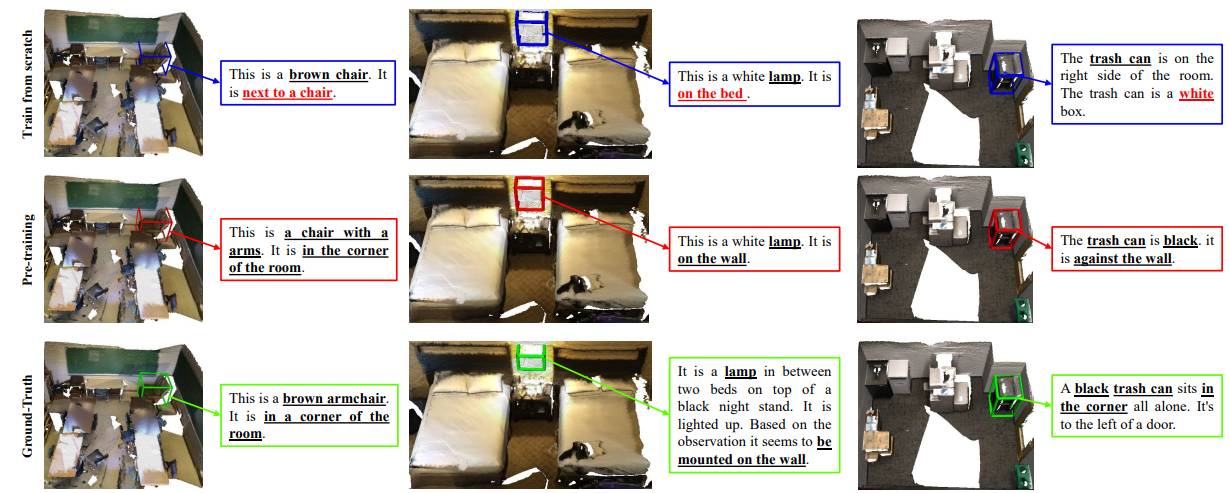 Train from scratch
This is a brown chair. It
is next to a chair.
This is a white lamp. It is
on the bed .
The trash can is on the
right side of the room.
The trash can is a white
box.
Pre-training
This is a chair with a
arms. It is in the corner
of the room.
This is a white lamp. It is
on the wall.
The trash can is black. it
is against the wall.
Ground-Truth
This is a brown armchair.
It is in a corner of the
room.
It is a lamp in between
two beds on top of a
black night stand. It is
lighted up. Based on the
observation it seems to be
mounted on the wall.
A black trash can sits in
the corner all alone. It's
to the left of a door.